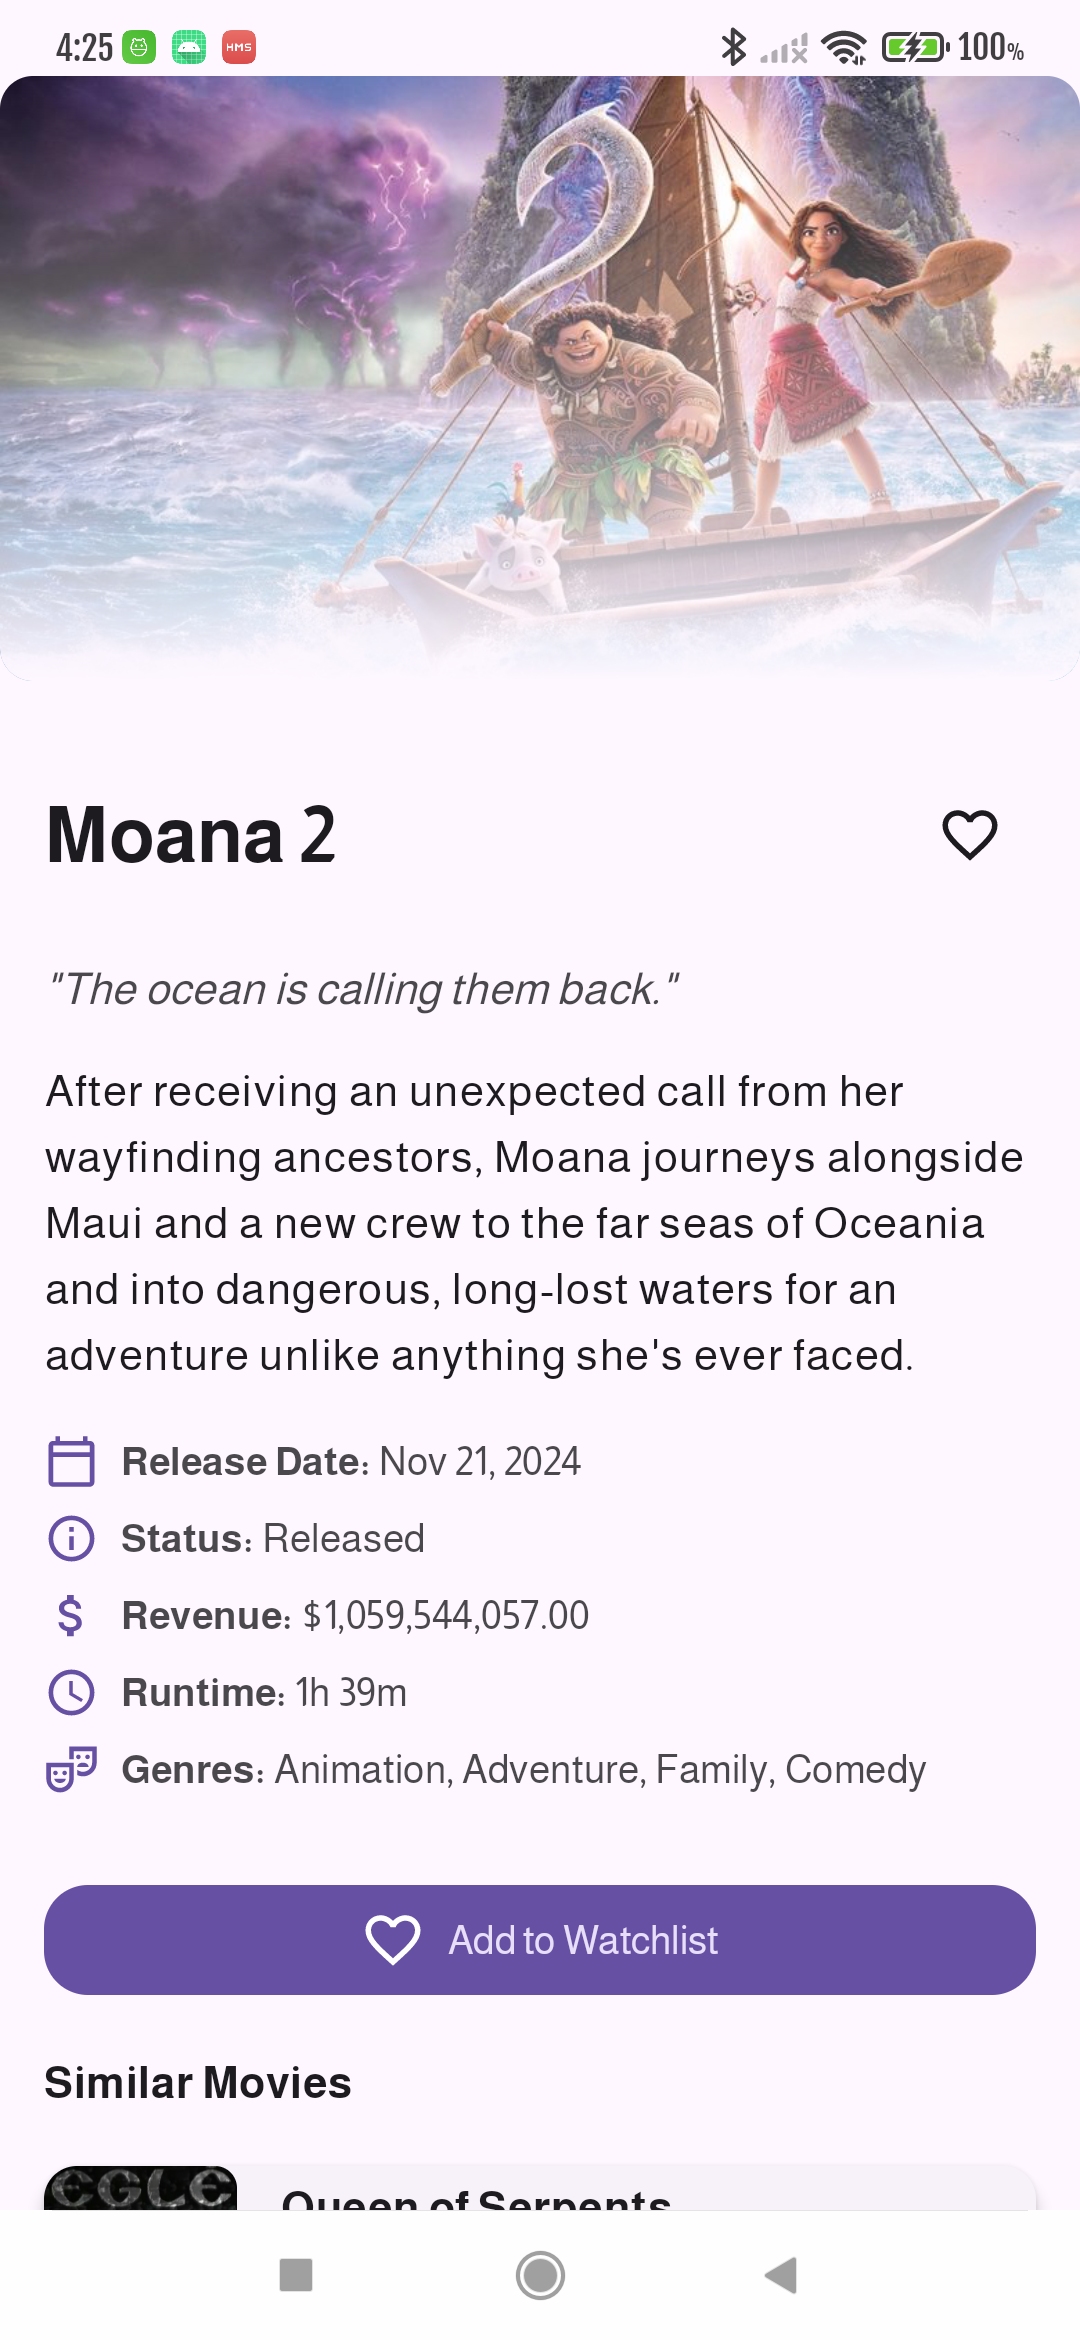 4:25
HMS
100%
Moana 2
"The ocean is calling them back."
After receiving an unexpected call from her
wayfinding ancestors, Moana journeys alongside
Maui and a new crew to the far seas of Oceania
and into dangerous, long-lost waters for an
adventure unlike anything she's ever faced.
Release Date: Nov 21, 2024
Status: Released
Revenue: $1,059,544,057.00
Runtime: 1h 39m
Genres: Animation, Adventure, Family, Comedy
Add to Watchlist
Similar Movies
EGLE
Queen of Serpents